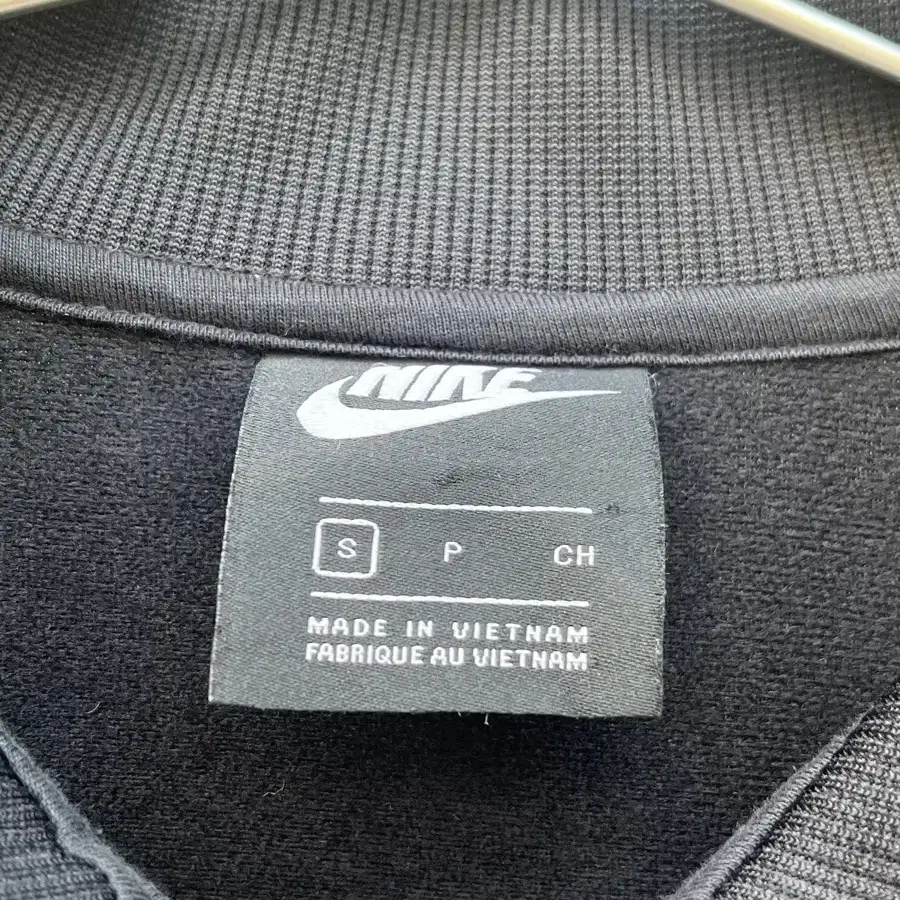 NIKE
S P CH
MADE IN VIETNAM
FABRIQUE AU VIETNAM